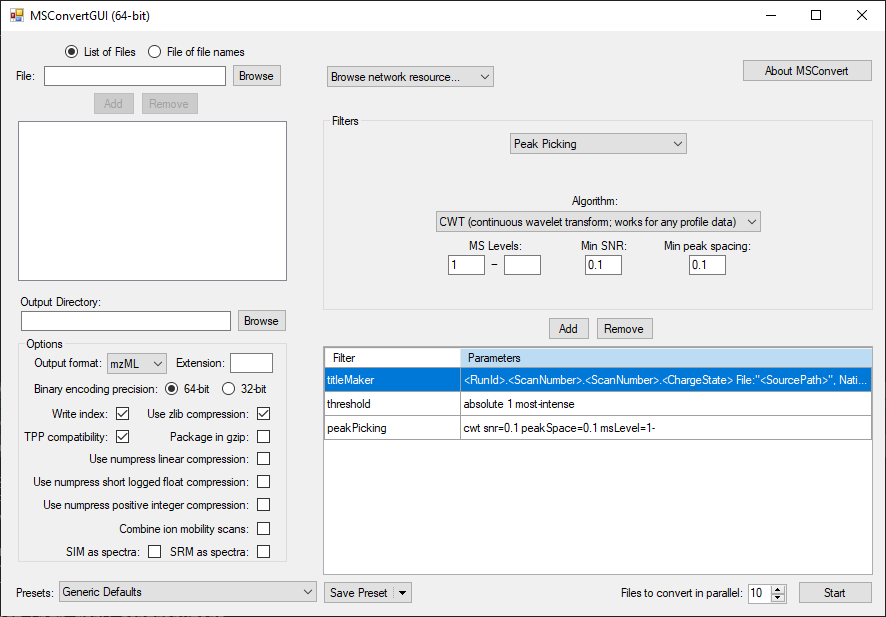 MSConvertGUI (64-bit)
List of Files File of file names
File: Browse
Add Remove
Browse network resource...
About MSConvert
Filters
Peak Picking
Algorithm:
CWT (continuous wavelet transform; works for any profile data)
MS Levels: Min SNR: Min peak spacing:
1 – 0.1 0.1
Output Directory:
Browse
Add Remove
Options
Output format: mzML Extension:
Binary encoding precision: 64-bit 32-bit
Write index: Use zlib compression:
TPP compatibility: Package in gzip:
Use numpress linear compression:
Use numpress short logged float compression:
Use numpress positive integer compression:
Combine ion mobility scans:
SIM as spectra: SRM as spectra:
Filter Parameters
titleMaker <RunId>.<ScanNumber>.<ScanNumber>.<ChargeState> File:"<SourcePath>", Nati...
threshold absolute 1 most-intense
peakPicking cwt snr=0.1 peakSpace=0.1 msLevel=1-
Presets: Generic Defaults Save Preset
Files to convert in parallel: 10 Start